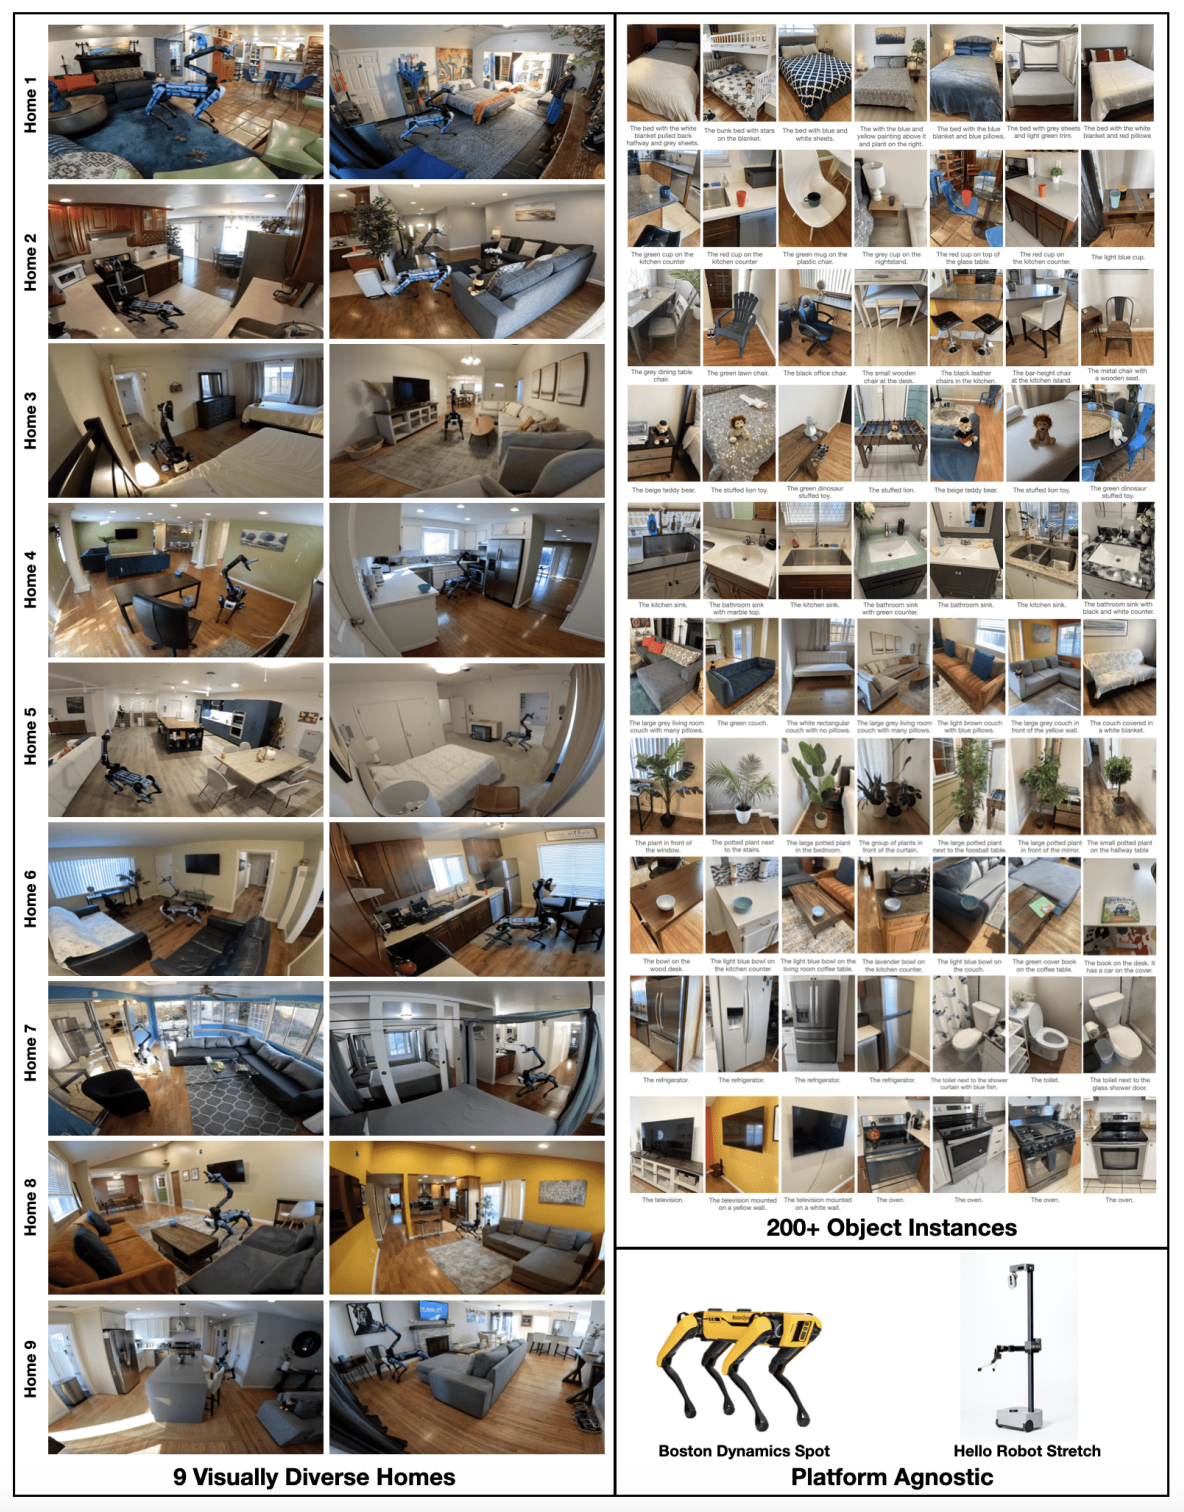 Home 1
Home 2
Home 3
Home 4
Home 5
Home 6
Home 7
Home 8
Home 9
9 Visually Diverse Homes
The bed with the white
blanket pulled back
halfway and grey sheets.
The bunk bed with stars
on the blanket.
The bed with blue and
white sheets.
The with the blue and
yellow painting above it
and plant on the right.
The bed with the blue
blanket and blue pillows.
The bed with grey sheets
and light green trim.
The bed with the white
blanket and red pillows
The green cup on the
kitchen counter
The red cup on the
kitchen counter
The green mug on the
plastic chair.
The grey cup on the
nightstand.
The red cup on top of
the glass table.
The red cup on
the kitchen counter.
The light blue cup.
The grey dining table
chair.
The green lawn chair.
The black office chair.
The small wooden
chair at the desk.
The black leather
chairs in the kitchen.
The bar-height chair
at the kitchen island.
The metal chair with
a wooden seat.
The beige teddy bear.
The stuffed lion toy.
The green dinosaur
stuffed toy.
The stuffed lion.
The beige teddy bear.
The stuffed lion toy.
The green dinosaur
stuffed toy.
The kitchen sink.
The bathroom sink
with marble top.
The kitchen sink.
The bathroom sink
with green counter.
The bathroom sink.
The kitchen sink.
The bathroom sink with
black and white counter.
The large grey living room
couch with many pillows.
The green couch.
The white rectangular
couch with no pillows.
The large grey living room
couch with many pillows.
The light brown couch
with blue pillows.
The large grey couch in
front of the yellow wall.
The couch covered in
a white blanket.
The plant in front of
the window.
The potted plant next
to the stairs.
The large potted plant
in the bedroom.
The group of plants in
front of the curtain.
The large potted plant
next to the foosball table.
The large potted plant
in front of the mirror.
The small potted plant
on the hallway table
The bowl on the
wood desk.
The light blue bowl on
the kitchen counter
The light blue bowl on the
living room coffee table.
The lavender bowl on
the kitchen counter.
The light blue bowl on
the couch.
The green cover book
on the coffee table.
The book on the desk. It
has a car on the cover.
The refrigerator.
The refrigerator.
The refrigerator.
The refrigerator.
The toilet next to the shower
curtain with blue fish.
The toilet.
The toilet next to the
glass shower door.
The television.
The television mounted
on a yellow wall.
The television mounted
on a white wall.
The oven.
The oven.
The oven.
The oven.
200+ Object Instances
Boston Dynamics Spot
Hello Robot Stretch
Platform Agnostic